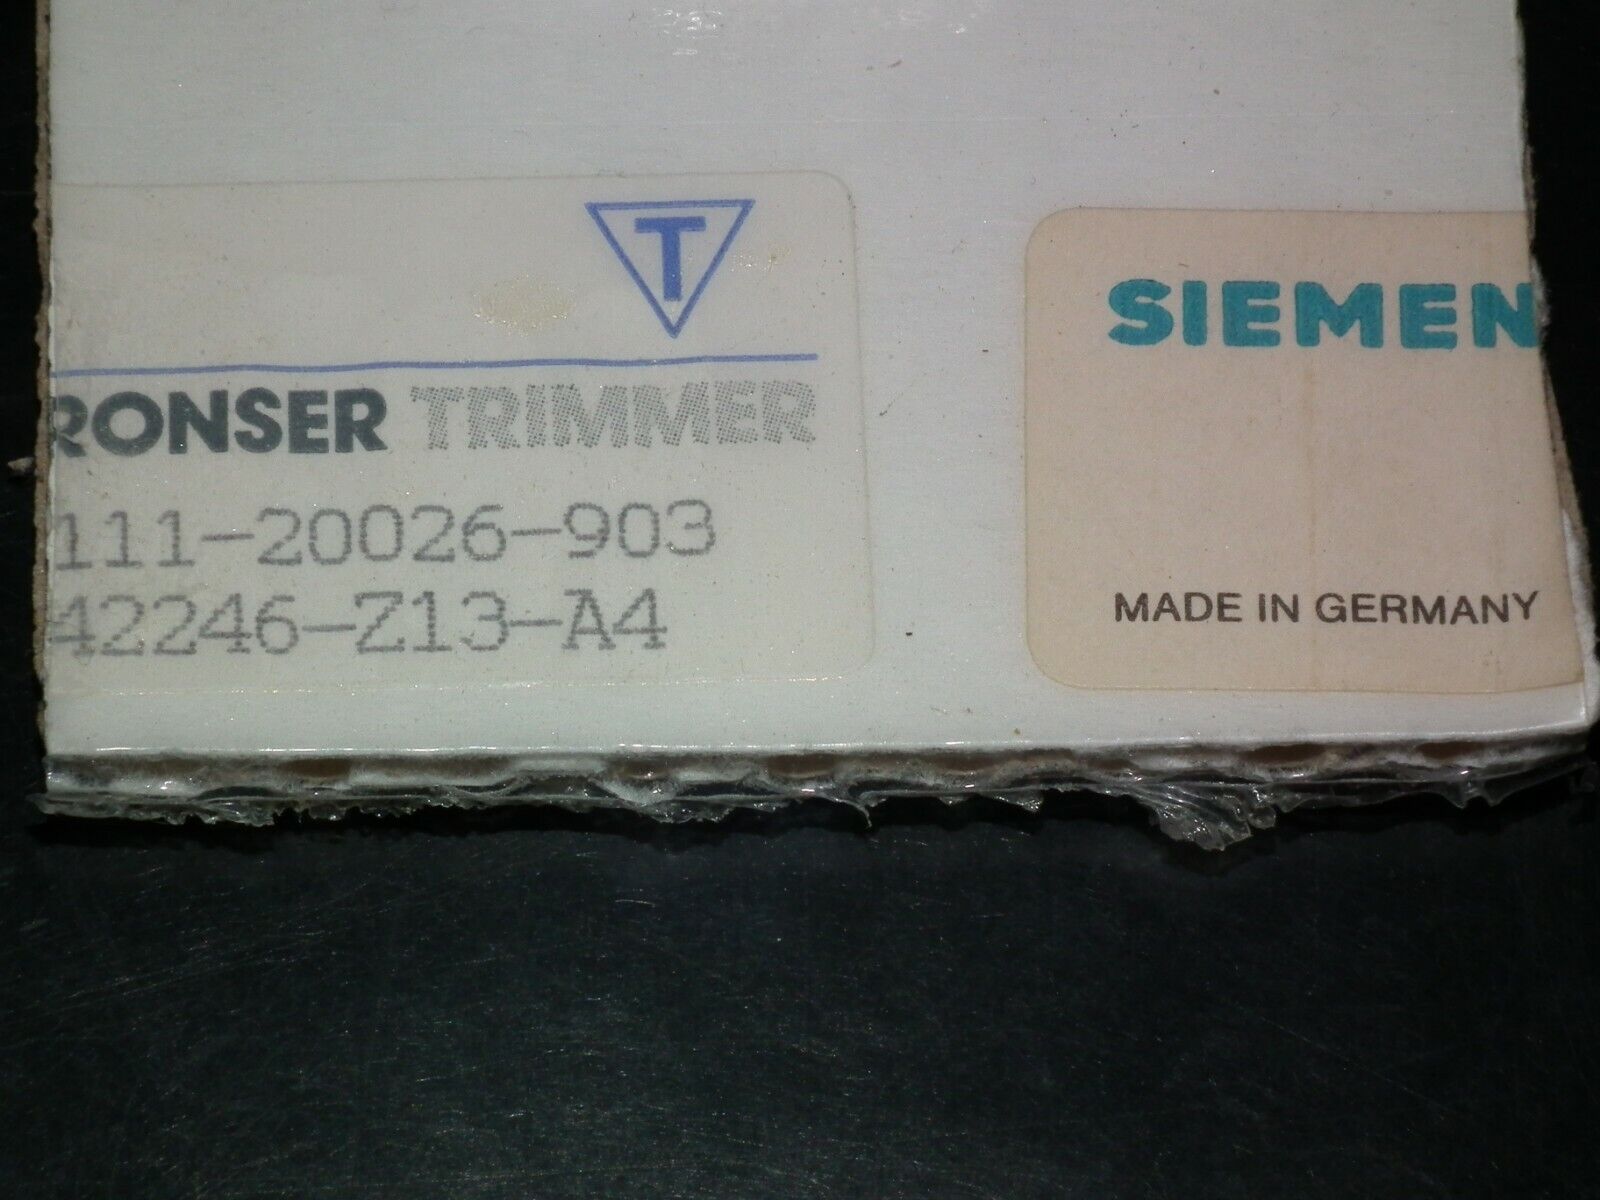 T
RONSER TRIMMER
111-20026-903
42246-Z13-A4
SIEMEN
MADE IN GERMANY